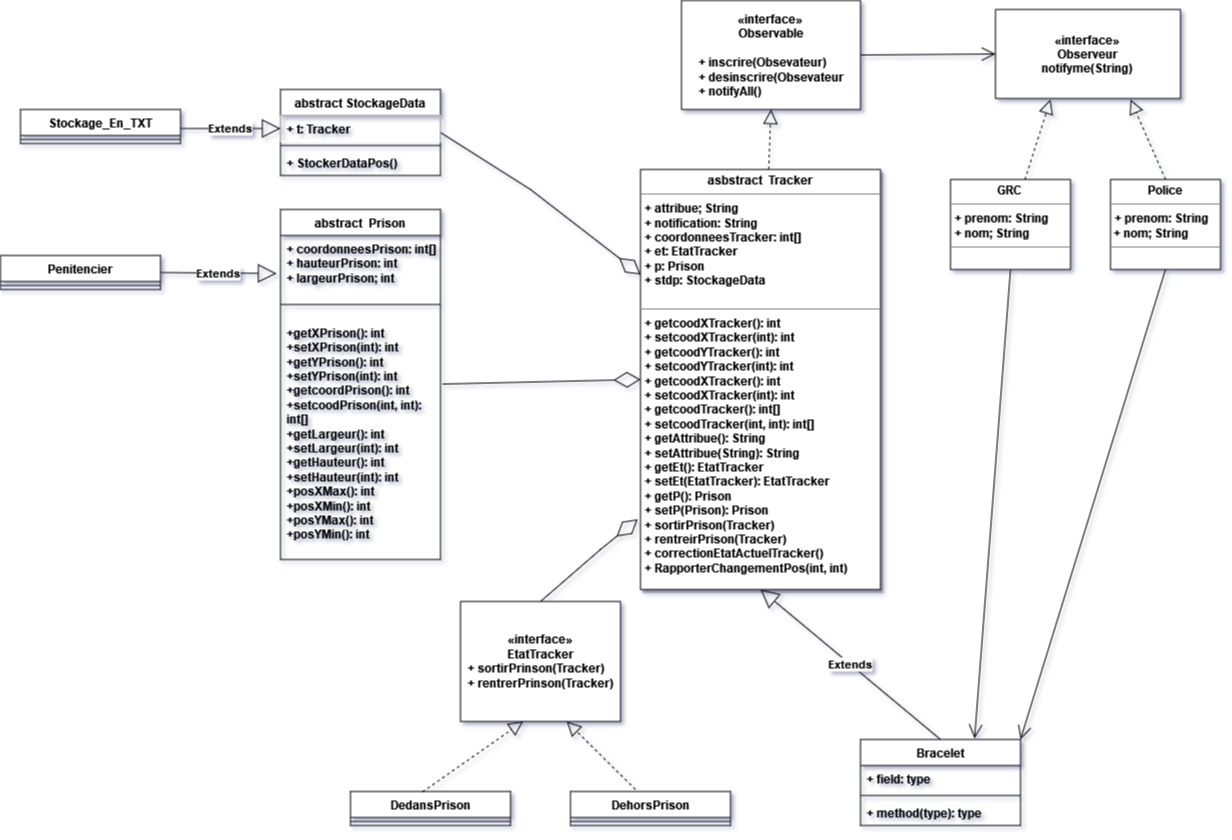 «interface»
Observable
+ inscrire(Obsevateur)
+ desinscrire(Obsevateur
+ notifyAll()
«interface»
Observeur
notifyme(String)
Stockage_En_TXT
Extends
abstract StockageData
+ t: Tracker
+ StockerDataPos()
Penitencier
Extends
abstract Prison
+ coordonneesPrison: int[]
+ hauteurPrison: int
+ largeurPrison; int
+getXPrison(): int
+setXPrison(int): int
+getYPrison(): int
+setYPrison(int): int
+getcoordPrison(): int
+setcoodPrison(int, int):
int[]
+getLargeur(): int
+setLargeur(int): int
+getHauteur(): int
+setHauteur(int): int
+posXMax(): int
+posXMin(): int
+posYMax(): int
+posYMin(): int
asbstract Tracker
+ attribue; String
+ notification: String
+ coordonneesTracker: int[]
+ et: EtatTracker
+ p: Prison
+ stdp: StockageData
+ getcoodXTracker(): int
+ setcoodXTracker(int): int
+ getcoodYTracker(): int
+ setcoodYTracker(int): int
+ getcoodXTracker(): int
+ setcoodXTracker(int): int
+ getcoodTracker(): int[]
+ setcoodTracker(int, int): int[]
+ getAttribue(): String
+ setAttribue(String): String
+ getEt(): EtatTracker
+ setEt(EtatTracker): EtatTracker
+ getP(): Prison
+ setP(Prison): Prison
+ sortirPrison(Tracker)
+ rentreirPrison(Tracker)
+ correctionEtatActuelTracker()
+ RapporterChangementPos(int, int)
GRC
+ prenom: String
+ nom; String
Police
+ prenom: String
+ nom; String
«interface»
EtatTracker
+ sortirPrinson(Tracker)
+ rentrerPrinson(Tracker)
Extends
DedansPrison
DehorsPrison
Bracelet
+ field: type
+ method(type): type